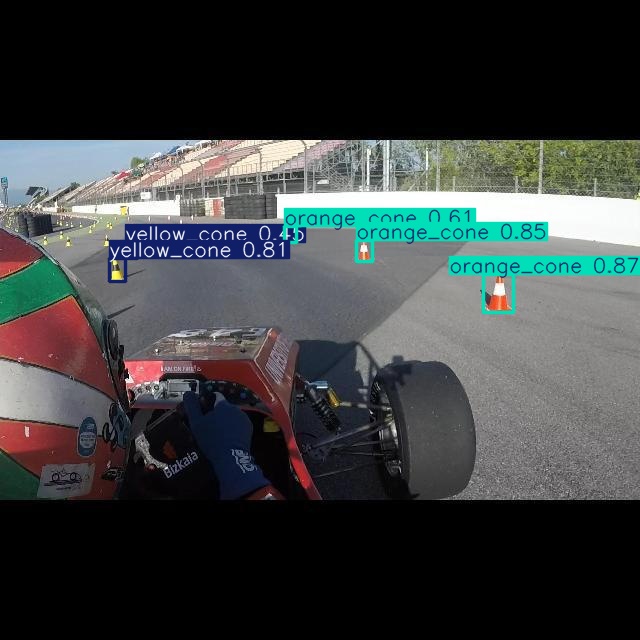 orange_cone 0.61
yellow_cone 0.45
orange_cone 0.85
yellow_cone 0.81
orange_cone 0.87
Bizkaia